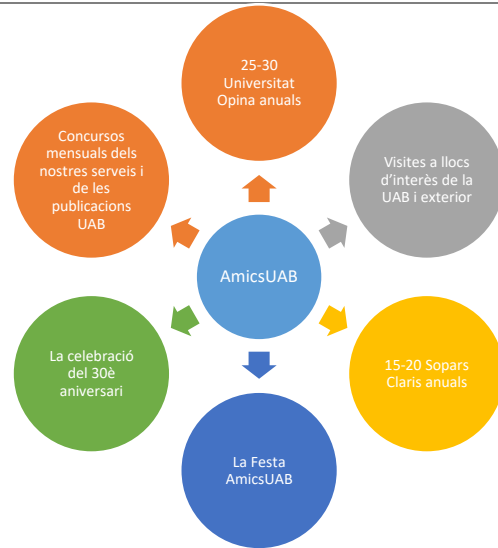 25-30
Universitat
Opina anuals
Concursos
mensuals dels
nostres serveis i
de les
publicacions
UAB
Visites a llocs
d'interès de la
UAB i exterior
AmicsUAB
La celebració
del 30è
aniversari
15-20 Sopars
Claris anuals
La Festa
AmicsUAB